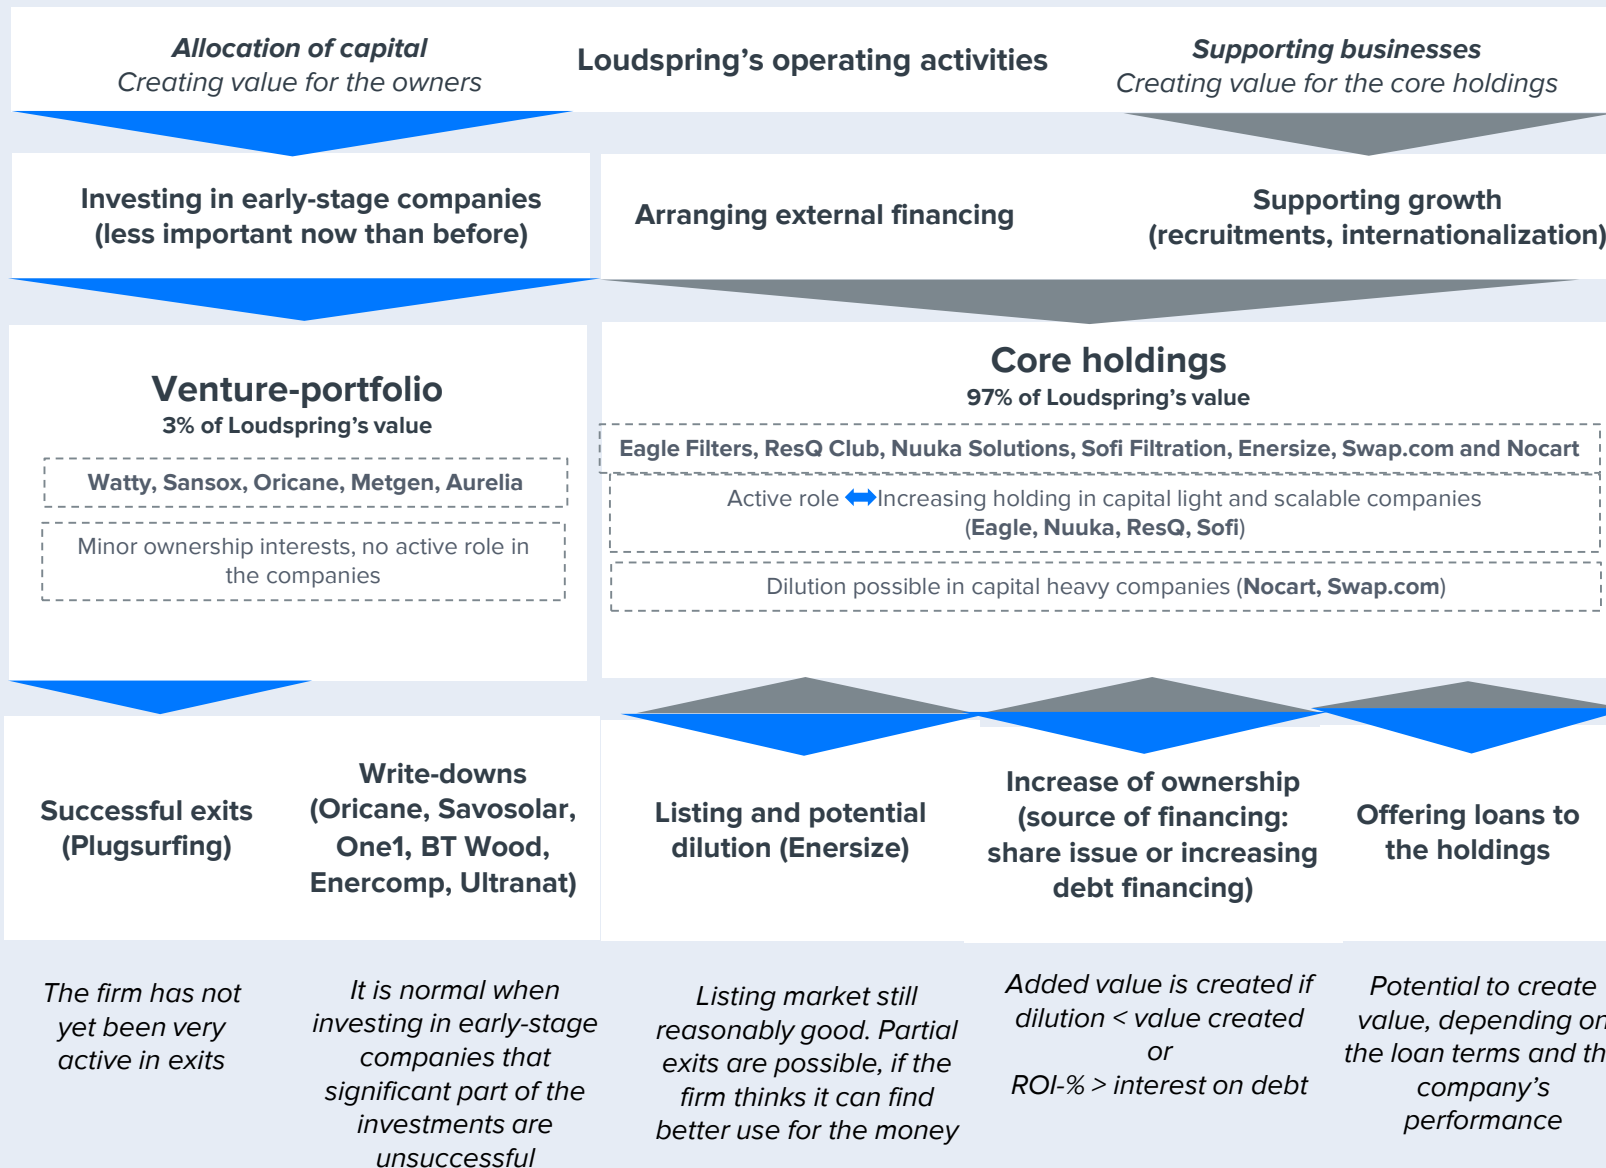 Allocation of capital
Creating value for the owners
Loudspring's operating activities
Supporting businesses
Creating value for the core holdings
Investing in early-stage companies
(less important now than before)
Arranging external financing
Supporting growth
(recruitments, internationalization)
Venture-portfolio
3% of Loudspring's value
Watty, Sansox, Oricane, Metgen, Aurelia
Minor ownership interests, no active role in
the companies
Core holdings
97% of Loudspring's value
Eagle Filters, ResQ Club, Nuuka Solutions, Sofi Filtration, Enersize, Swap.com and Nocart
Active role Increasing holding in capital light and scalable companies
(Eagle, Nuuka, ResQ, Sofi)
Dilution possible in capital heavy companies (Nocart, Swap.com)
Successful exits
(Plugsurfing)
Write-downs
(Oricane, Savosolar,
One1, BT Wood,
Enercomp, Ultranat)
Listing and potential
dilution (Enersize)
Increase of ownership
(source of financing:
share issue or increasing
debt financing)
Offering loans to
the holdings
The firm has not
yet been very
active in exits
It is normal when
investing in early-stage
companies that
significant part of the
investments are
unsuccessful
Listing market still
reasonably good. Partial
exits are possible, if the
firm thinks it can find
better use for the money
Added value is created if
dilution < value created
or
ROI-% > interest on debt
Potential to create
value, depending on
the loan terms and th
company's
performance